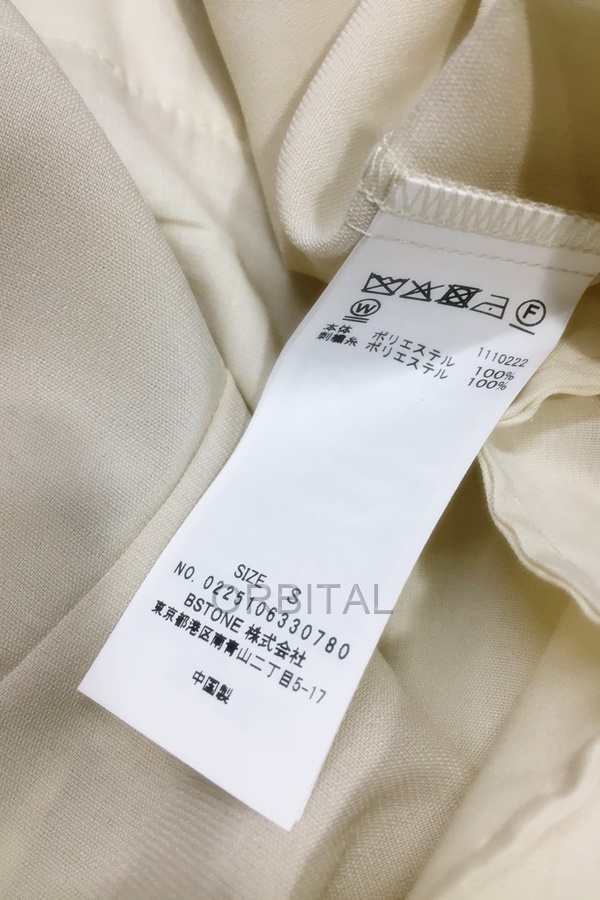 F
W
1110222
本体 ポリエステル 100%
刺繍糸 ポリエステル 100%
SIZE S
NO. 0225106330780
BSTONE 株式会社
東京都港区南青山二丁目5-17
中国製
ORBITAL